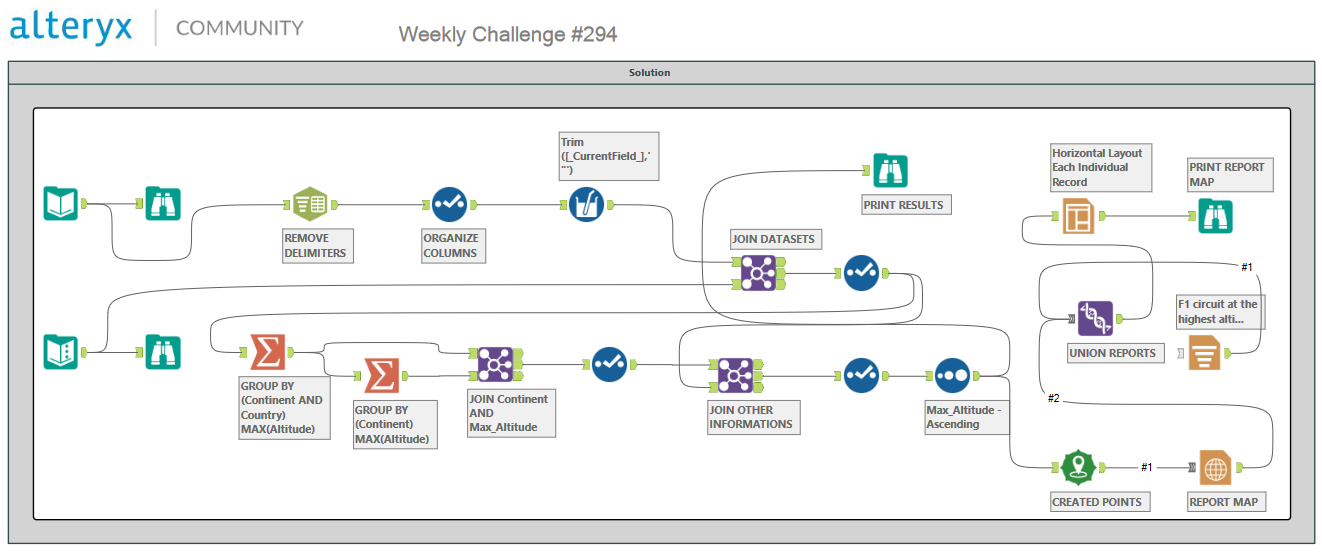 alteryx
COMMUNITY
Weekly Challenge #294
Solution
Trim
([_CurrentField_],'
"')
REMOVE
DELIMITERS
ORGANIZE
COLUMNS
PRINT RESULTS
JOIN DATASETS
Horizontal Layout
Each Individual
Record
PRINT REPORT
MAP
#1
F1 circuit at the
highest alti...
UNION REPORTS
GROUP BY
(Continent AND
Country)
MAX(Altitude)
GROUP BY
(Continent)
MAX(Altitude)
JOIN Continent
AND
Max_Altitude
JOIN OTHER
INFORMATIONS
Max_Altitude -
Ascending
#2
#1
CREATED POINTS
REPORT MAP